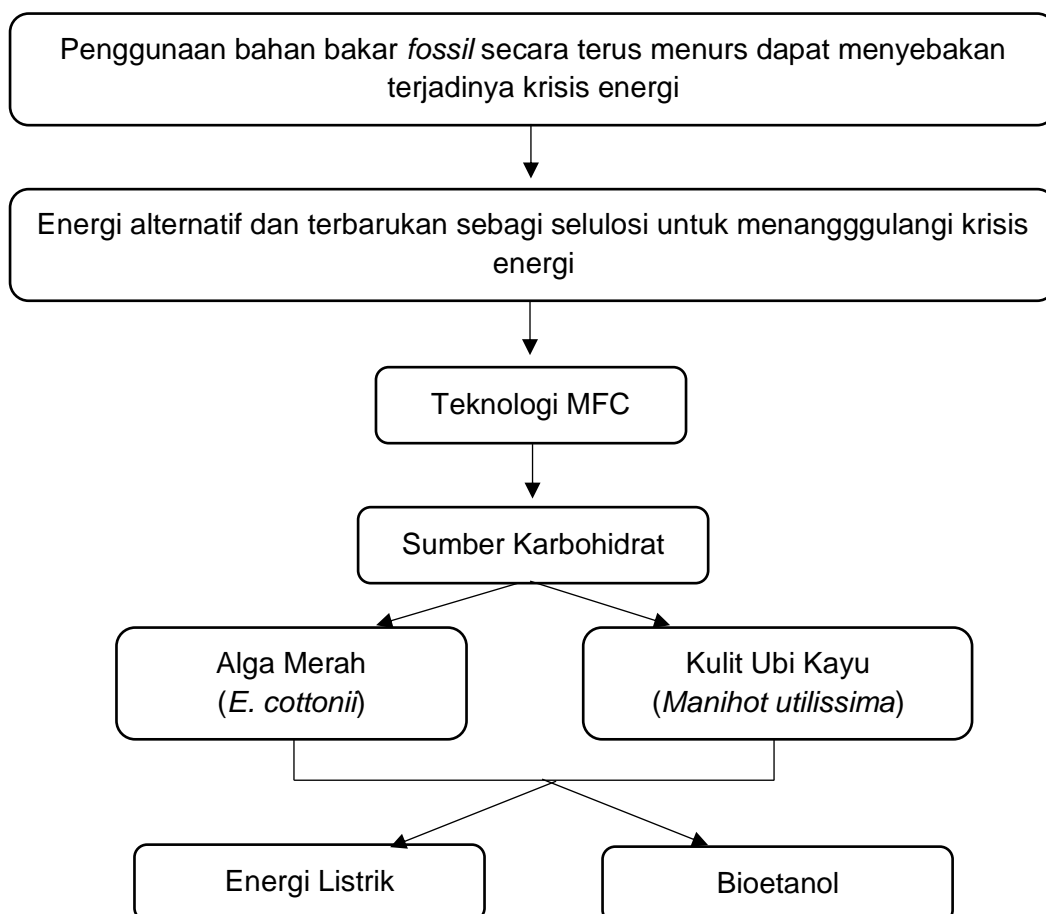 Penggunaan bahan bakar fossil secara terus menurs dapat menyebakan
terjadinya krisis energi
Energi alternatif dan terbarukan sebagi selulosi untuk menangggulangi krisis
energi
Teknologi MFC
Sumber Karbohidrat
Alga Merah
(E. cottonii)
Kulit Ubi Kayu
(Manihot utilissima)
Energi Listrik
Bioetanol